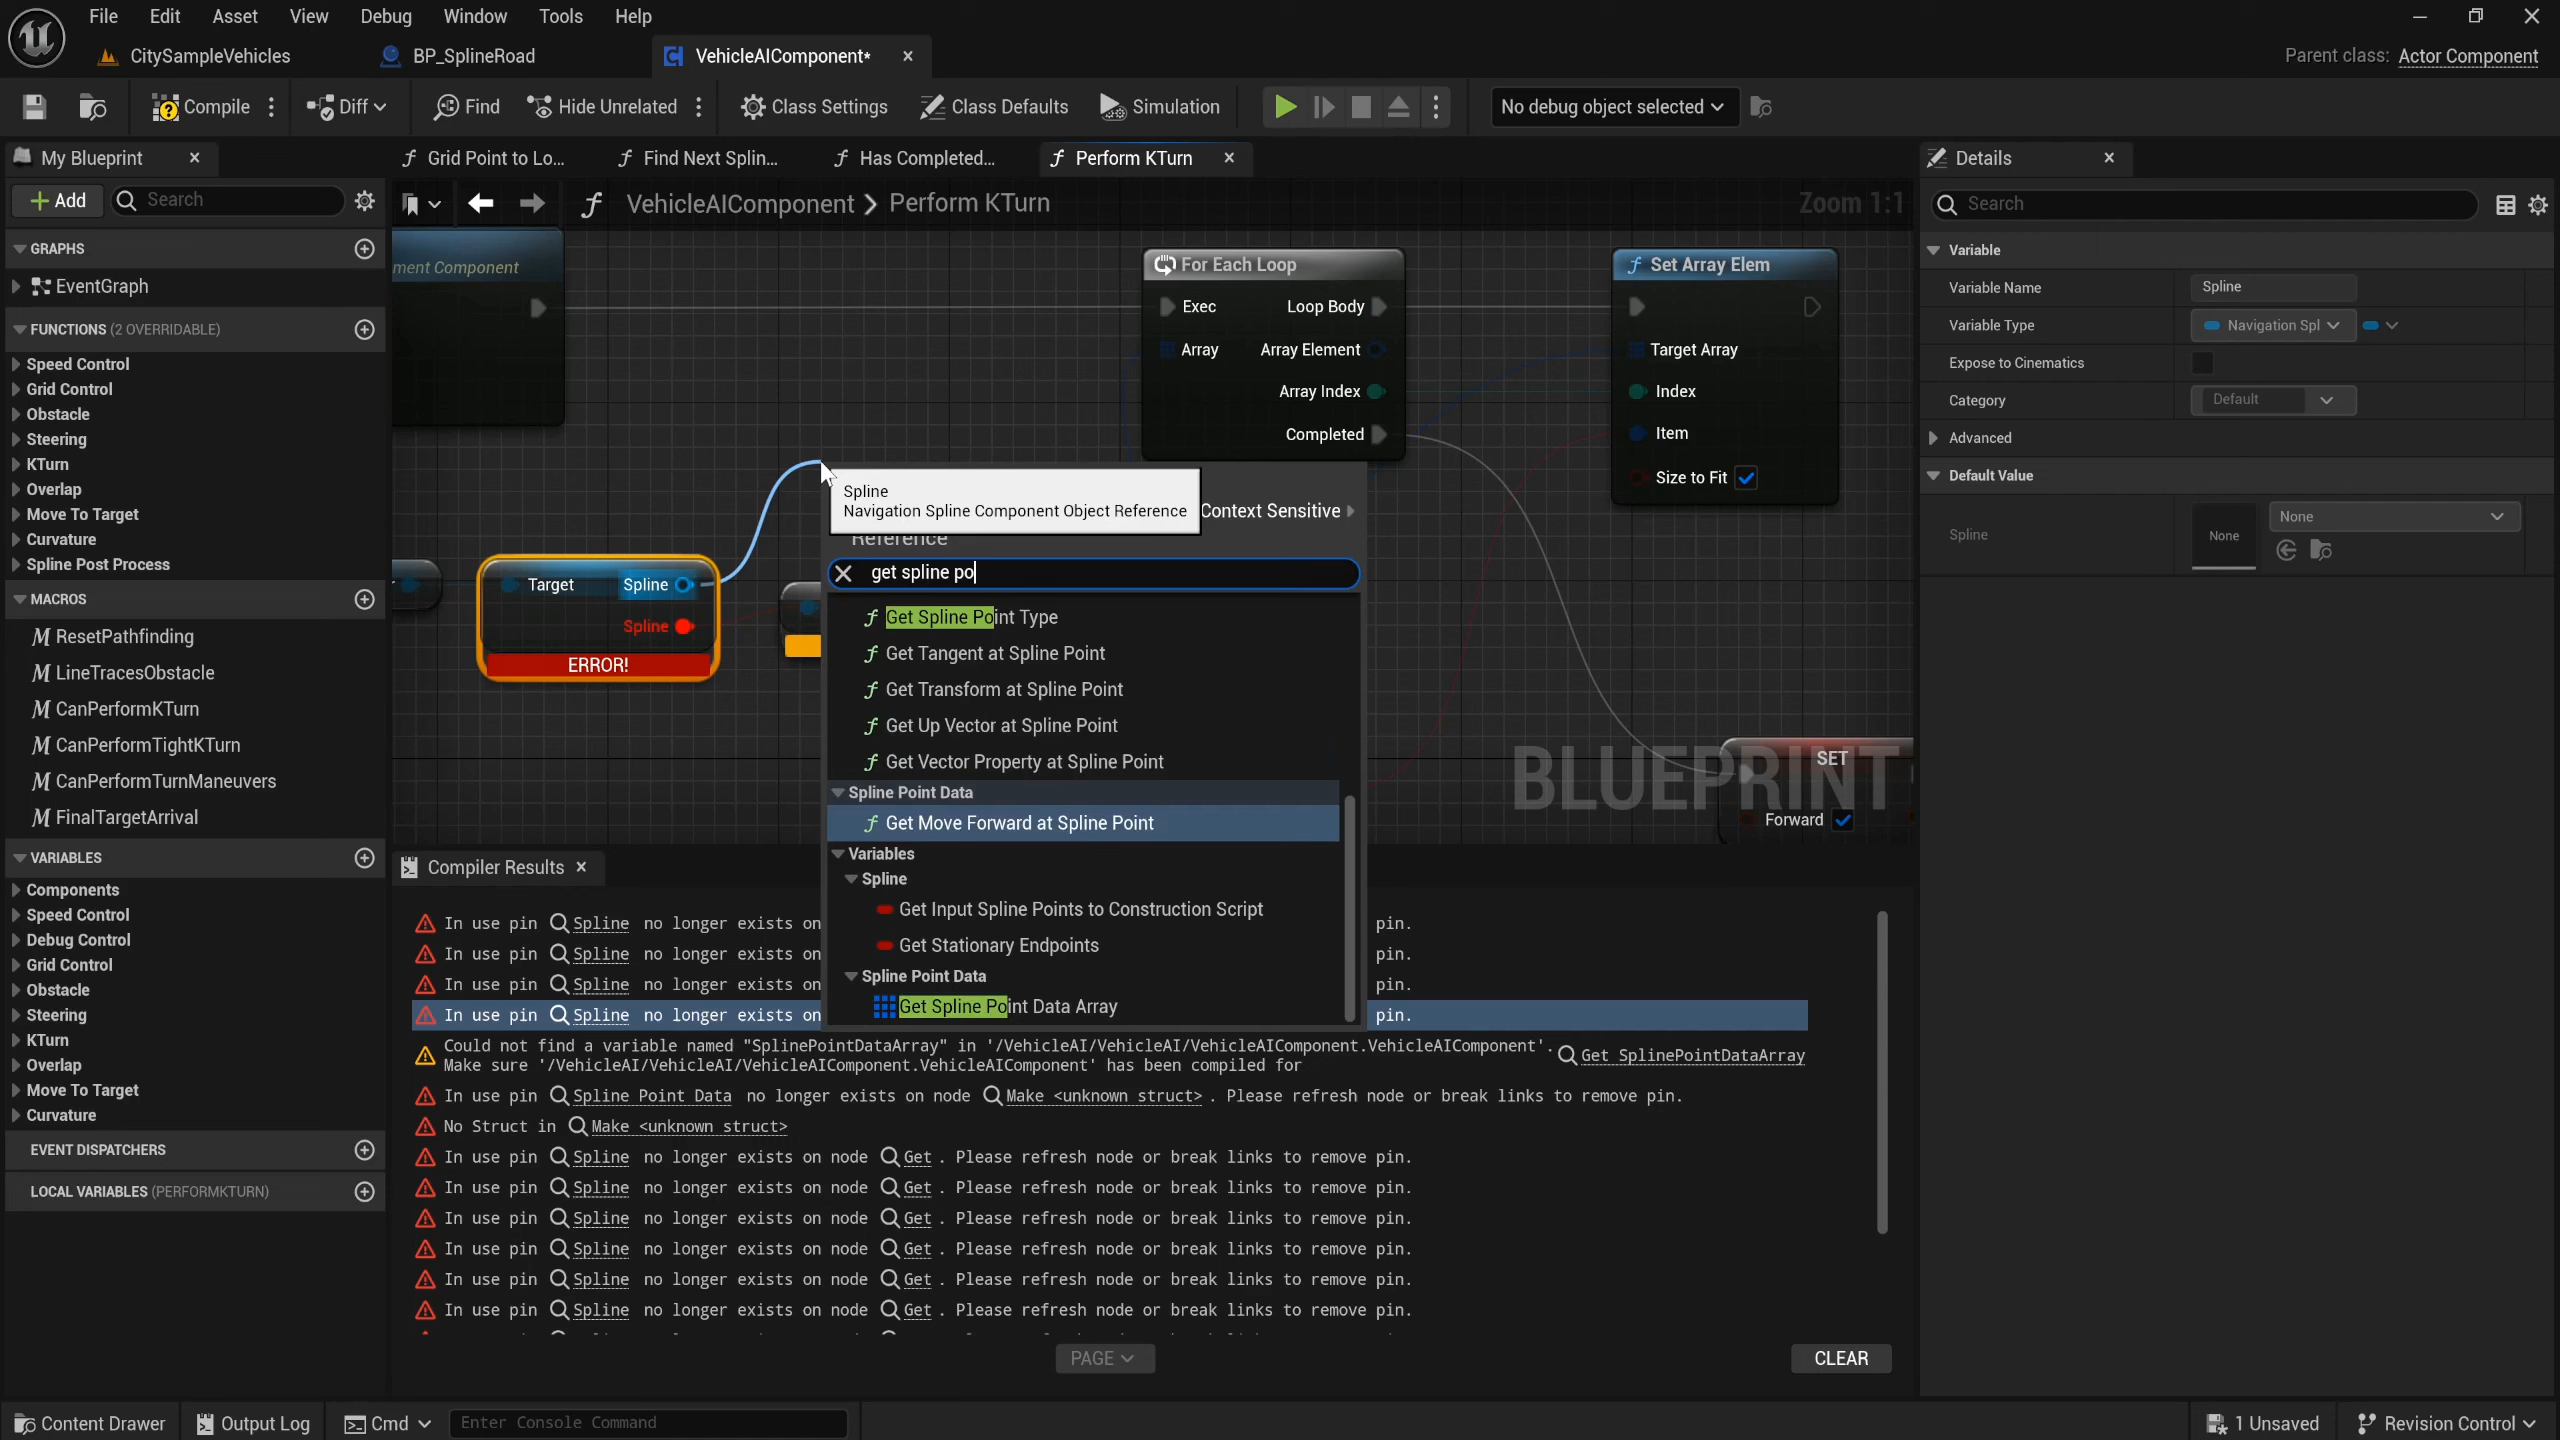 File Edit Asset View Debug Window Tools Help
CitySampleVehicles BP_SplineRoad VehicleAIComponent*
Parent class: Actor Component
Compile Diff Find Hide Unrelated Class Settings Class Defaults Simulation No debug object selected
My Blueprint
Add Search
GRAPHS
EventGraph
FUNCTIONS (2 OVERRIDABLE)
Speed Control
Grid Control
Obstacle
Steering
KTurn
Overlap
Move To Target
Curvature
Spline Post Process
MACROS
ResetPathfinding
LineTracesObstacle
CanPerformKTurn
CanPerformTightKTurn
CanPerformTurnManeuvers
FinalTargetArrival
VARIABLES
Components
Speed Control
Debug Control
Grid Control
Obstacle
Steering
KTurn
Overlap
Move To Target
Curvature
EVENT DISPATCHERS
LOCAL VARIABLES (PERFORMKTURN)
Grid Point to Lo... Find Next Splin... Has Completed... Perform KTurn
VehicleAIComponent > Perform KTurn
Zoom 1:1
ment Component
For Each Loop
Exec Loop Body
Array Array Element
Array Index
Completed
Set Array Elem
Target Array
Index
Item
Size to Fit
Target Spline
Spline
ERROR!
Spline
Navigation Spline Component Object Reference
Context Sensitive
Reference
get spline po
Get Spline Point Type
Get Tangent at Spline Point
Get Transform at Spline Point
Get Up Vector at Spline Point
Get Vector Property at Spline Point
Spline Point Data
Get Move Forward at Spline Point
Variables
Spline
Get Input Spline Points to Construction Script
Get Stationary Endpoints
Spline Point Data
Get Spline Point Data Array
BLUEPRINT
SET
Forward
Compiler Results
In use pin Spline no longer exists on pin.
In use pin Spline no longer exists on pin.
In use pin Spline no longer exists on pin.
In use pin Spline no longer exists on pin.
Could not find a variable named "SplinePointDataArray" in '/VehicleAI/VehicleAI/VehicleAIComponent.VehicleAIComponent'.
Make sure '/VehicleAI/VehicleAI/VehicleAIComponent.VehicleAIComponent' has been compiled for Get SplinePointDataArray
In use pin Spline Point Data no longer exists on node Make <unknown struct> . Please refresh node or break links to remove pin.
No Struct in Make <unknown struct>
In use pin Spline no longer exists on node Get . Please refresh node or break links to remove pin.
In use pin Spline no longer exists on node Get . Please refresh node or break links to remove pin.
In use pin Spline no longer exists on node Get . Please refresh node or break links to remove pin.
In use pin Spline no longer exists on node Get . Please refresh node or break links to remove pin.
In use pin Spline no longer exists on node Get . Please refresh node or break links to remove pin.
In use pin Spline no longer exists on node Get . Please refresh node or break links to remove pin.
PAGE
CLEAR
Details
Search
Variable
Variable Name Spline
Variable Type Navigation Spl
Expose to Cinematics
Category Default
Advanced
Default Value
Spline None None
Content Drawer Output Log Cmd Enter Console Command
1 Unsaved Revision Control